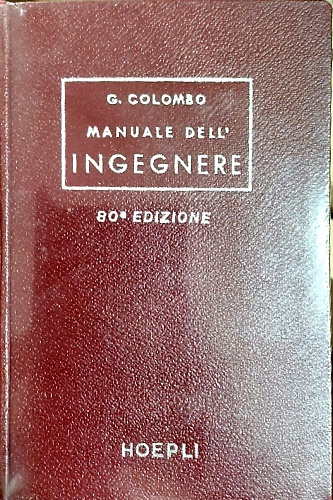 G. COLOMBO
MANUALE DELL'
INGEGNERE
80ª EDIZIONE
HOEPLI